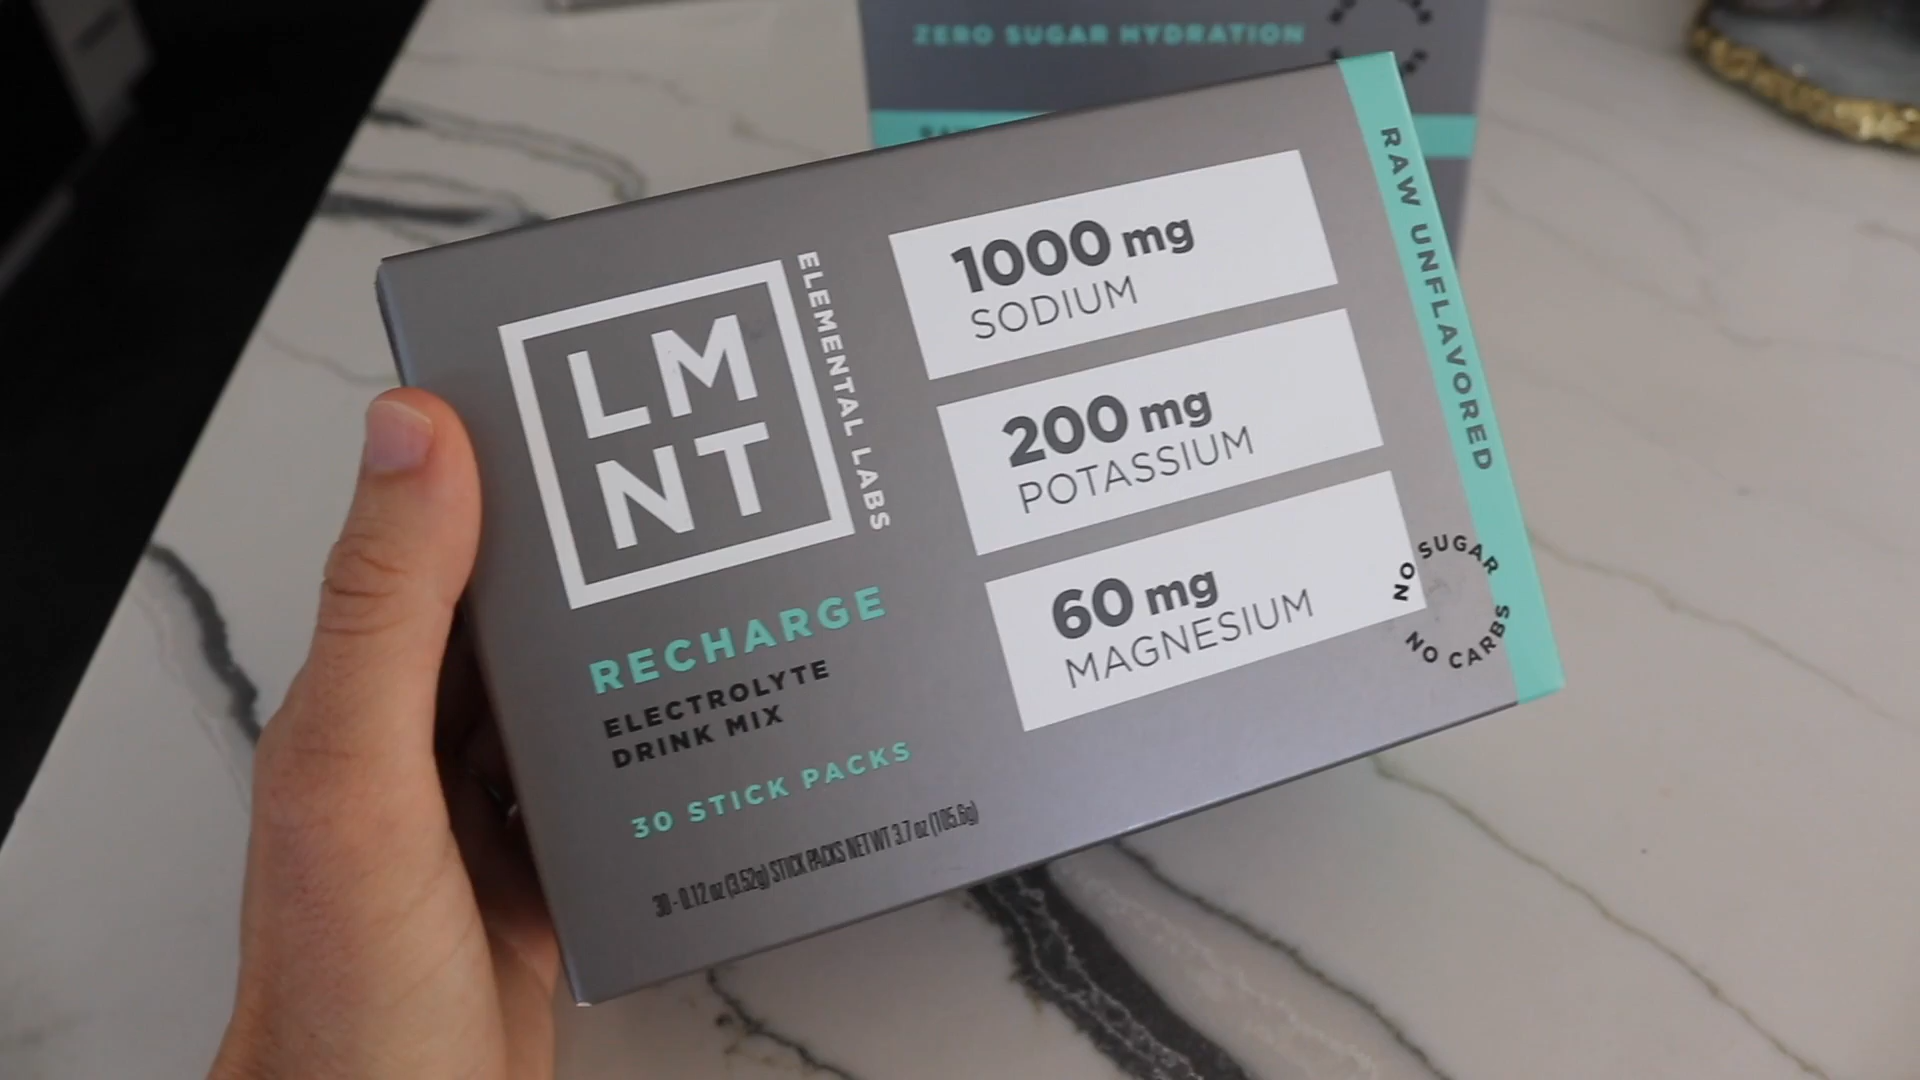 ZERO SUGAR HYDRATION
LM
NT
ELEMENTAL LABS
RECHARGE
ELECTROLYTE
DRINK MIX
30 STICK PACKS
30 - 0.12 oz (3.52g) STICK PACKS NET WT 3.7 oz (105.6g)
1000 mg
SODIUM
200 mg
POTASSIUM
60 mg
MAGNESIUM
NO SUGAR
NO CARBS
RAW UNFLAVORED